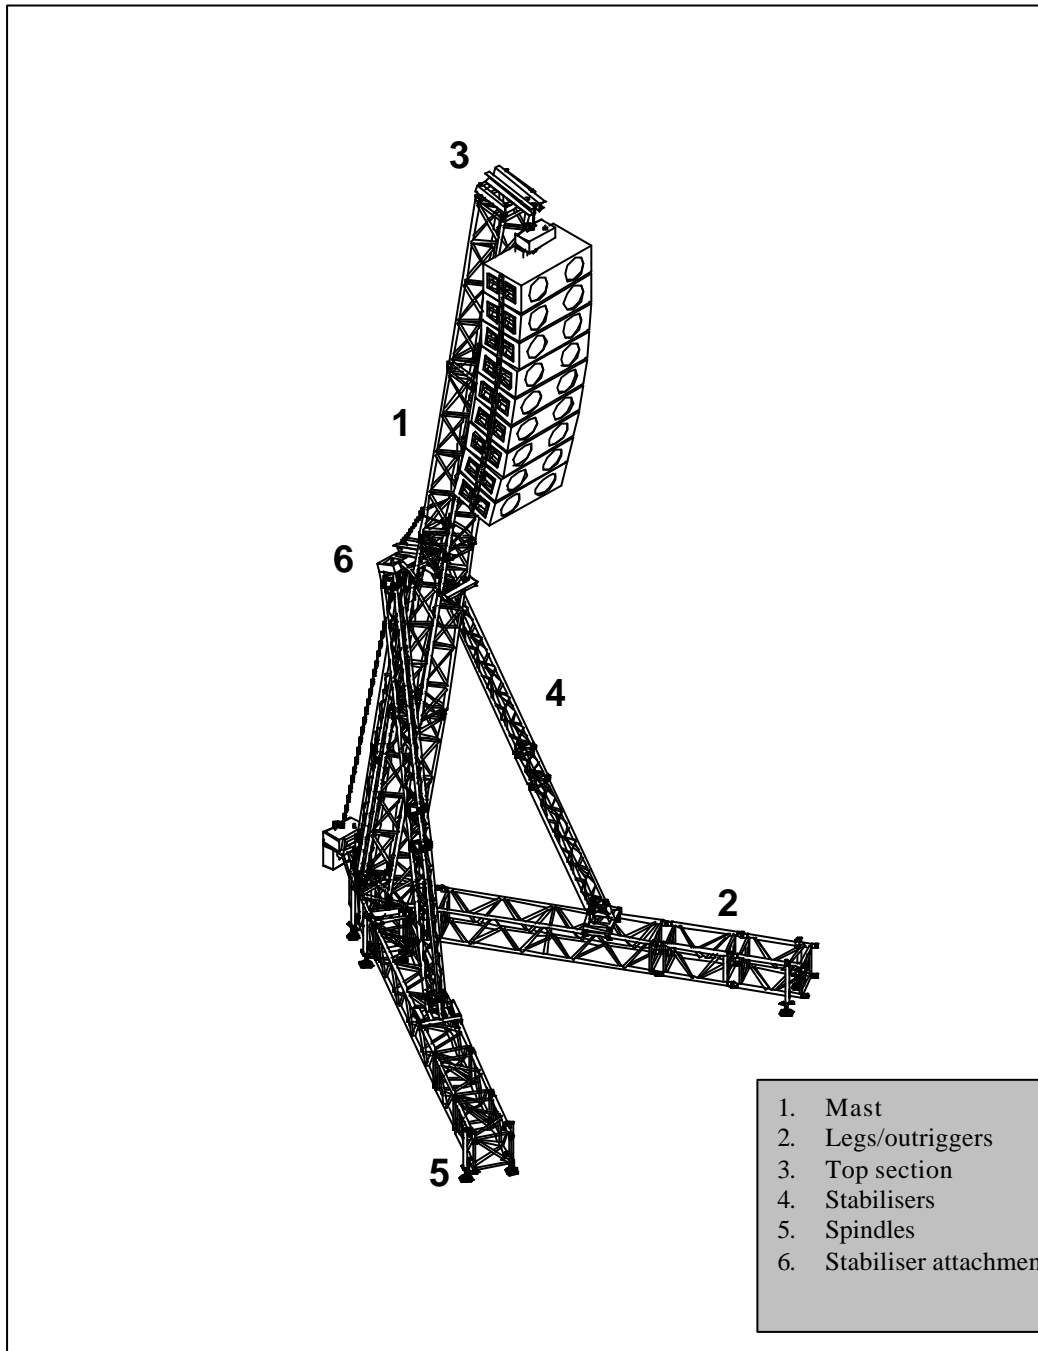 3
1
6
4
2
5
1. Mast
2. Legs/outriggers
3. Top section
4. Stabilisers
5. Spindles
6. Stabiliser attachmen